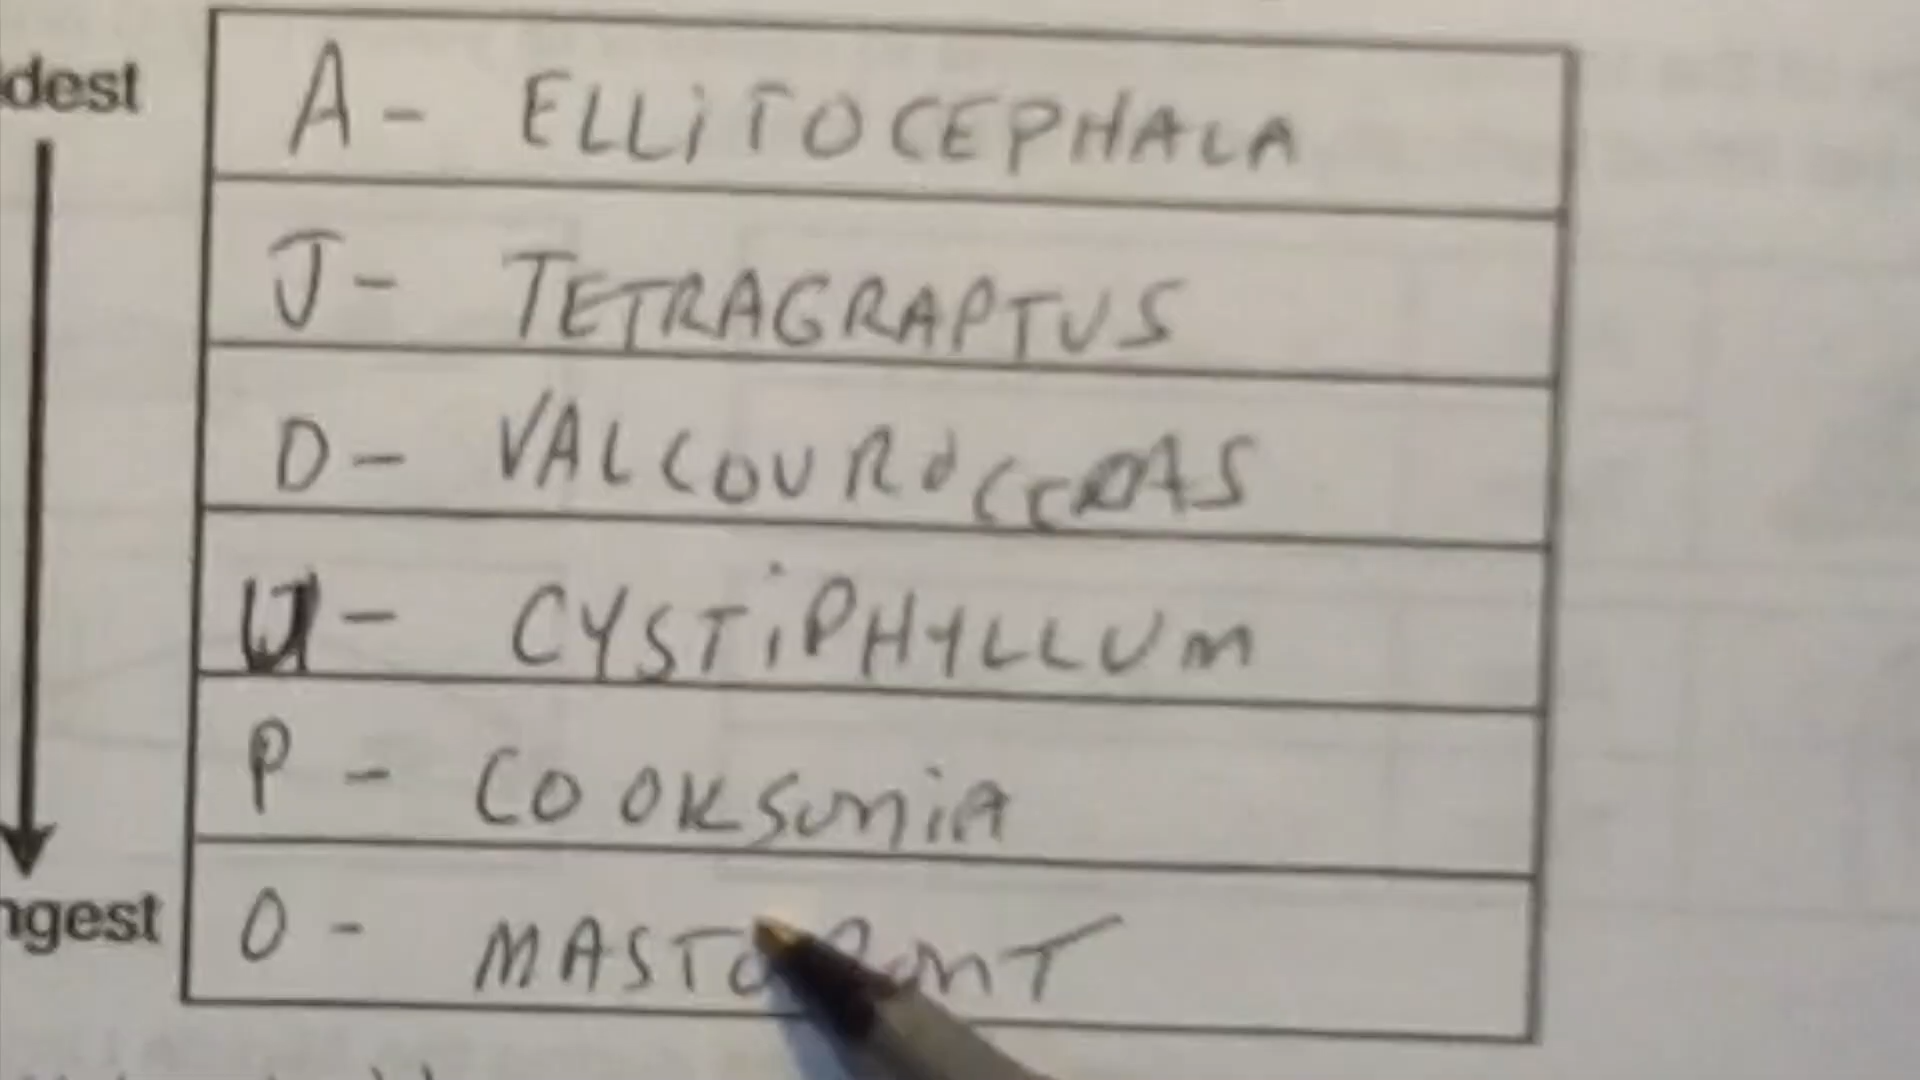 dest
A - ELLiTOCEPHALA
J - TETRAGRAPTUS
D - VALCOUROCERAS
U - CYSTiPHYLLUM
P - COOKSONiA
O -
ngest